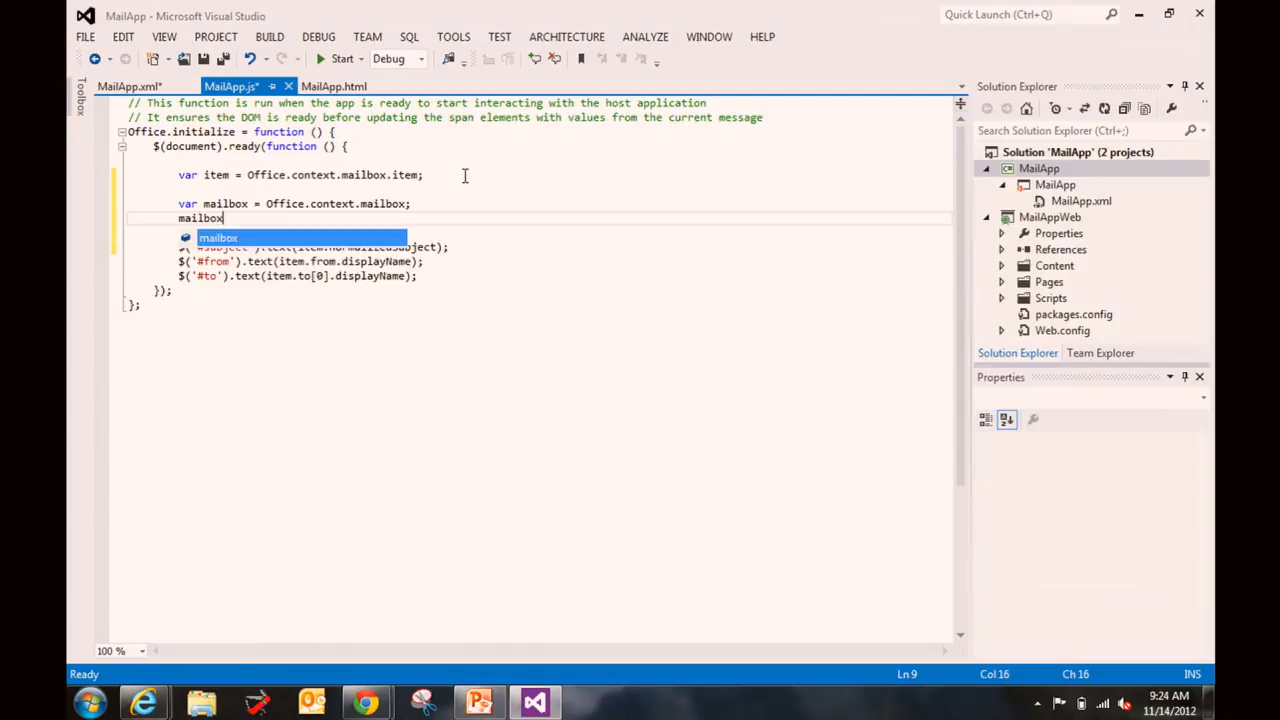 MailApp - Microsoft Visual Studio
Quick Launch (Ctrl+Q)
FILE EDIT VIEW PROJECT BUILD DEBUG TEAM SQL TOOLS TEST ARCHITECTURE ANALYZE WINDOW HELP
Start Debug
Toolbox
MailApp.xml* MailApp.js* MailApp.html
// This function is run when the app is ready to start interacting with the host application
// It ensures the DOM is ready before updating the span elements with values from the current message
Office.initialize = function () {
$(document).ready(function () {
var item = Office.context.mailbox.item;
var mailbox = Office.context.mailbox;
mailbox
mailbox
$('#subject').text(item.normalizedSubject);
$('#from').text(item.from.displayName);
$('#to').text(item.to[0].displayName);
});
};
100 %
Solution Explorer
Search Solution Explorer (Ctrl+;)
Solution 'MailApp' (2 projects)
MailApp
MailApp
MailApp.xml
MailAppWeb
Properties
References
Content
Pages
Scripts
packages.config
Web.config
Solution Explorer Team Explorer
Properties
Ready Ln 9 Col 16 Ch 16 INS
9:24 AM
11/14/2012